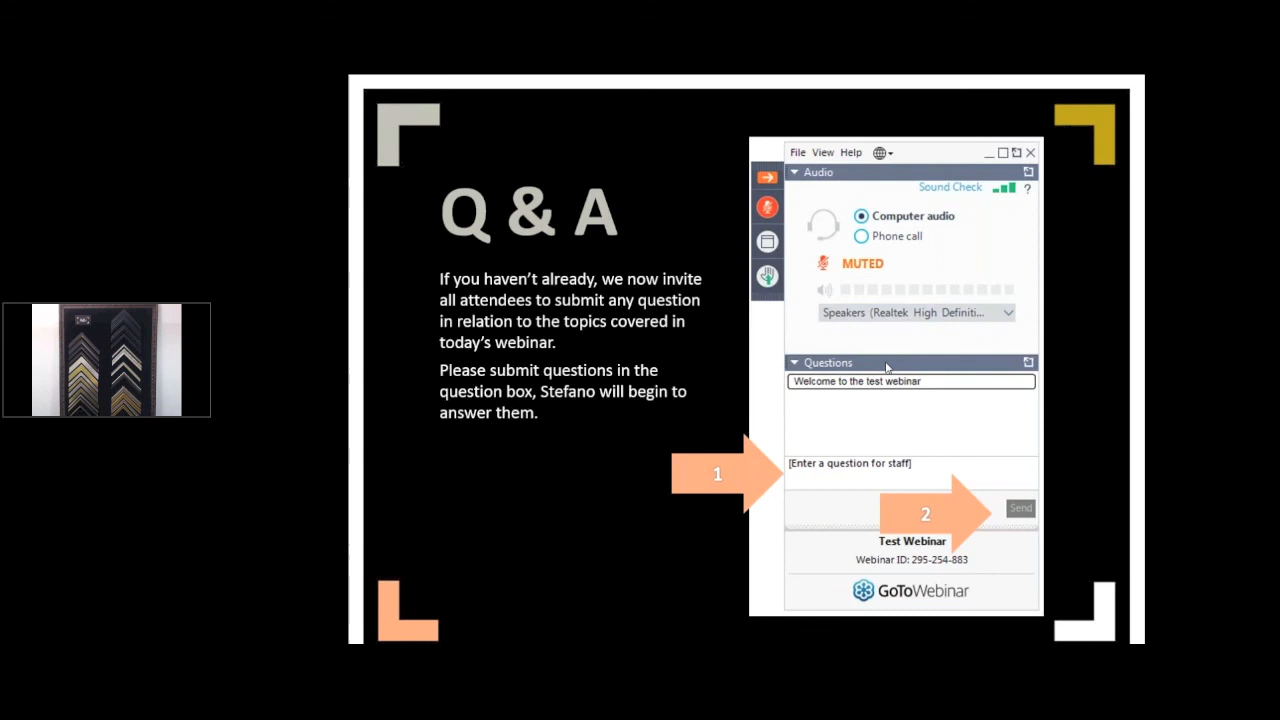 Q & A
If you haven't already, we now invite
all attendees to submit any question
in relation to the topics covered in
today's webinar.
Please submit questions in the
question box, Stefano will begin to
answer them.
File View Help
Audio
Sound Check ?
Computer audio
Phone call
MUTED
Speakers (Realtek High Definiti...
Questions
Welcome to the test webinar
[Enter a question for staff]
1
2
Send
Test Webinar
Webinar ID: 295-254-883
GoToWebinar